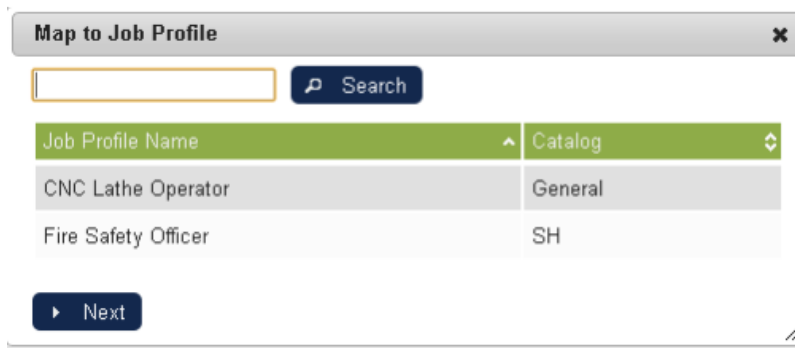 Map to Job Profile
Search
Job Profile Name Catalog
CNC Lathe Operator General
Fire Safety Officer SH
Next